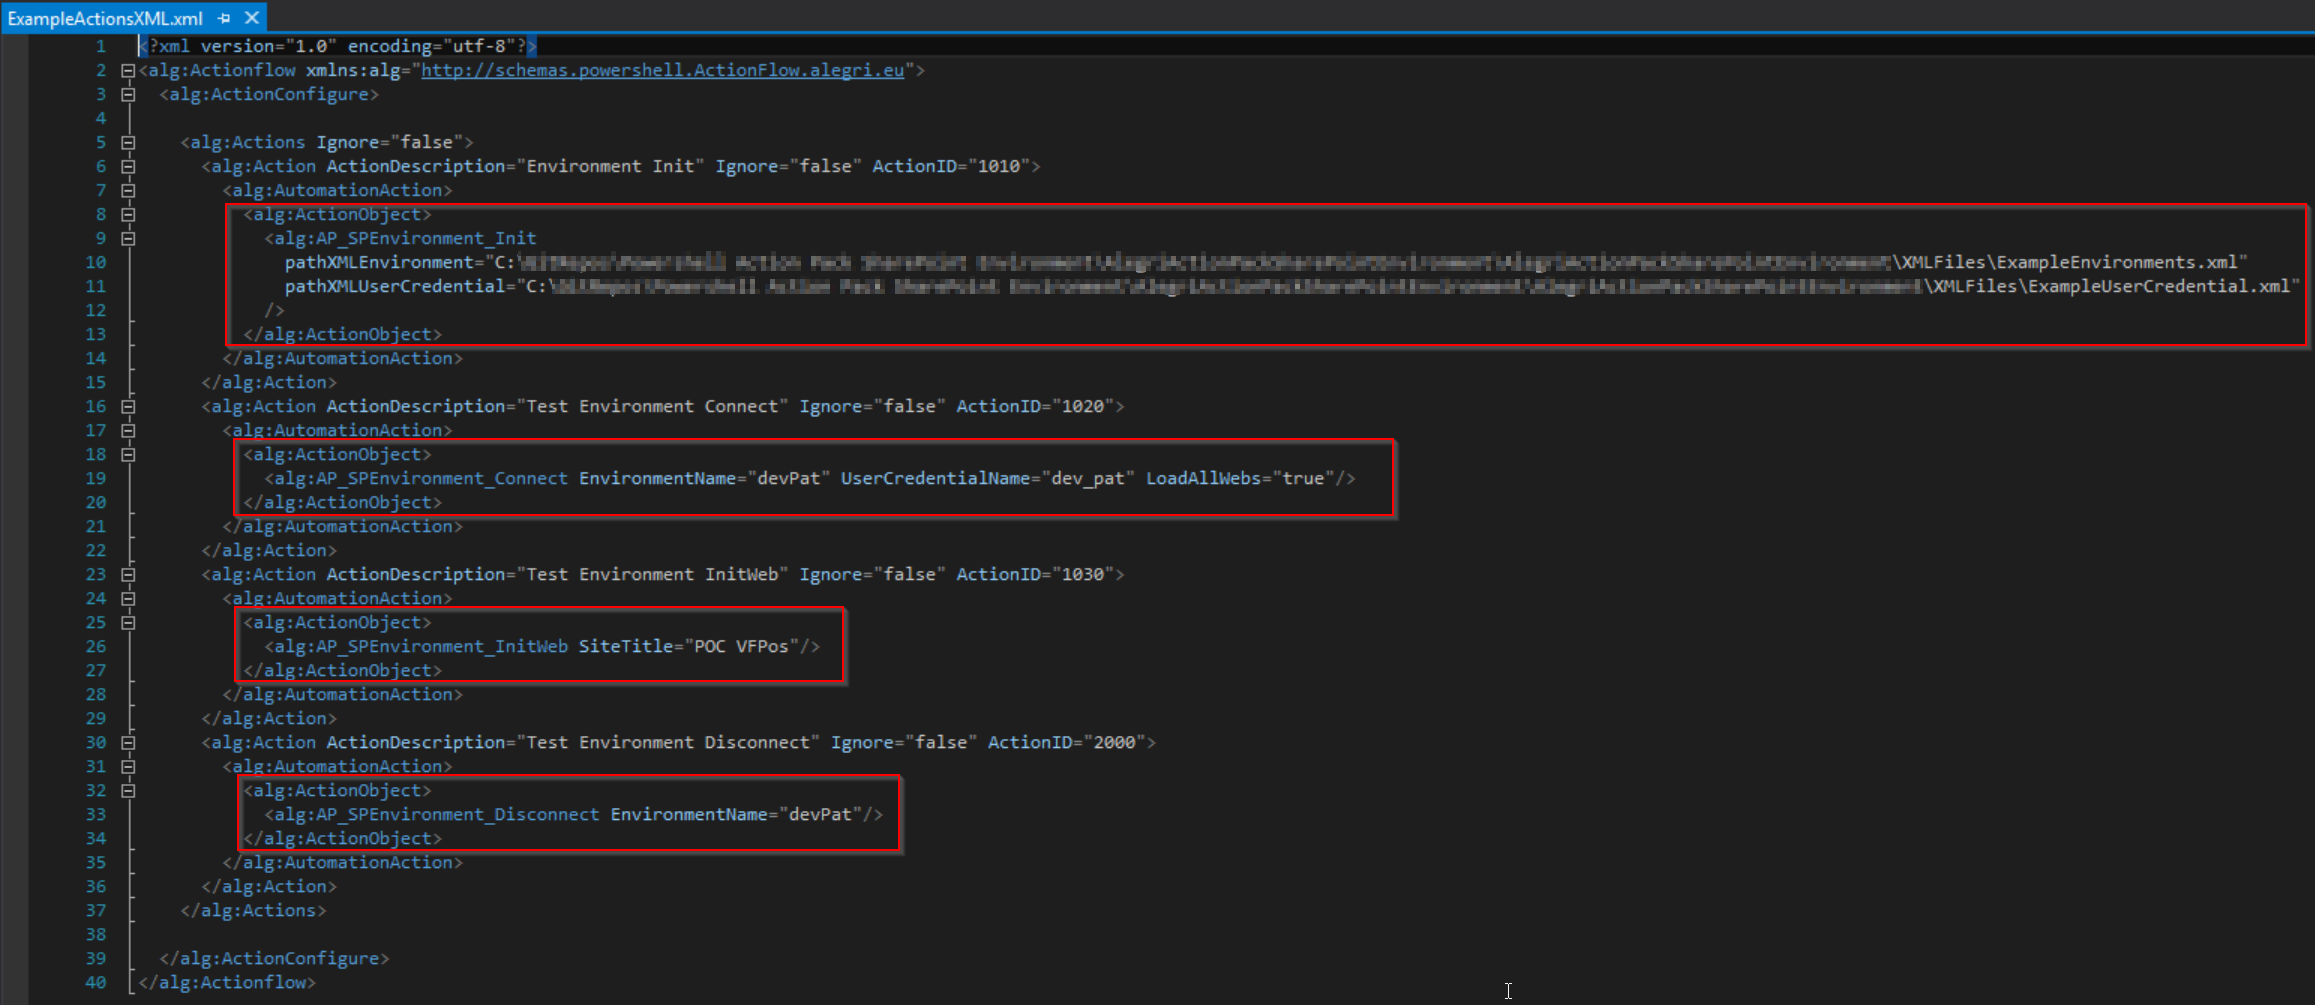 ExampleActionsXML.xml
1 <?xml version="1.0" encoding="utf-8"?>
2 <alg:Actionflow xmlns:alg="http://schemas.powershell.ActionFlow.alegri.eu">
3 <alg:ActionConfigure>
4
5 <alg:Actions Ignore="false">
6 <alg:Action ActionDescription="Environment Init" Ignore="false" ActionID="1010">
7 <alg:AutomationAction>
8 <alg:ActionObject>
9 <alg:AP_SPEnvironment_Init
10 pathXMLEnvironment="C:\ \XMLFiles\ExampleEnvironments.xml"
11 pathXMLUserCredential="C:\ \XMLFiles\ExampleUserCredential.xml"
12 />
13 </alg:ActionObject>
14 </alg:AutomationAction>
15 </alg:Action>
16 <alg:Action ActionDescription="Test Environment Connect" Ignore="false" ActionID="1020">
17 <alg:AutomationAction>
18 <alg:ActionObject>
19 <alg:AP_SPEnvironment_Connect EnvironmentName="devPat" UserCredentialName="dev_pat" LoadAllWebs="true"/>
20 </alg:ActionObject>
21 </alg:AutomationAction>
22 </alg:Action>
23 <alg:Action ActionDescription="Test Environment InitWeb" Ignore="false" ActionID="1030">
24 <alg:AutomationAction>
25 <alg:ActionObject>
26 <alg:AP_SPEnvironment_InitWeb SiteTitle="POC VFPos"/>
27 </alg:ActionObject>
28 </alg:AutomationAction>
29 </alg:Action>
30 <alg:Action ActionDescription="Test Environment Disconnect" Ignore="false" ActionID="2000">
31 <alg:AutomationAction>
32 <alg:ActionObject>
33 <alg:AP_SPEnvironment_Disconnect EnvironmentName="devPat"/>
34 </alg:ActionObject>
35 </alg:AutomationAction>
36 </alg:Action>
37 </alg:Actions>
38
39 </alg:ActionConfigure>
40 </alg:Actionflow>